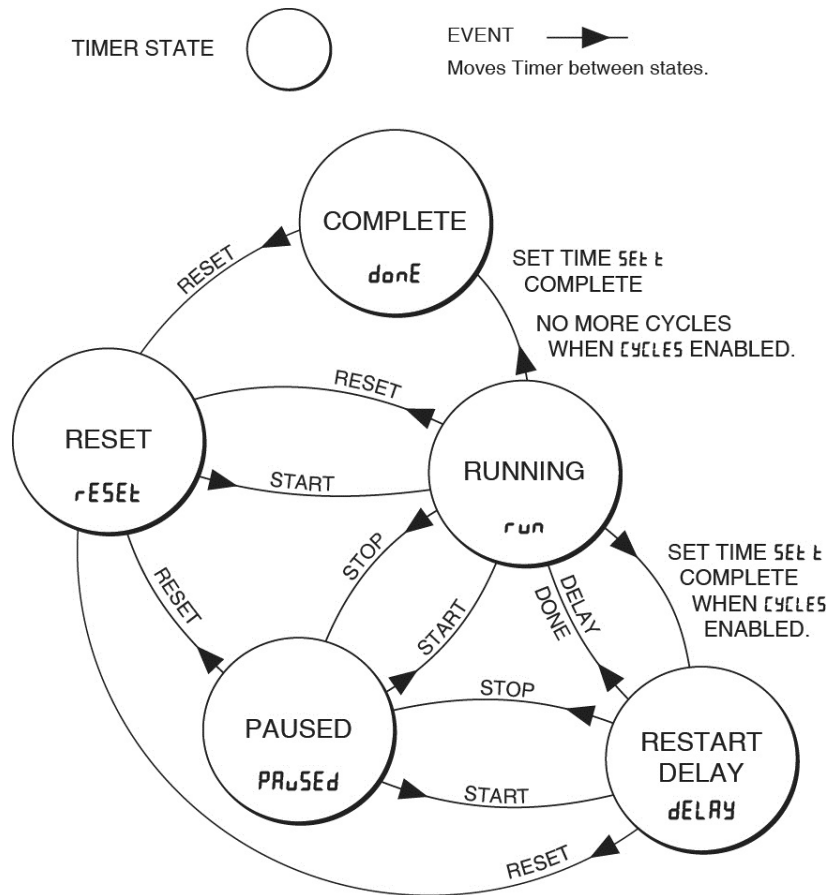 TIMER STATE
EVENT
Moves Timer between states.
COMPLETE
donE
RESET
SET TIME SEt t
COMPLETE
NO MORE CYCLES
WHEN CYCLES ENABLED.
RESET
RESET
rESEt
START
RUNNING
run
STOP
START
DELAY
DONE
SET TIME SEt t
COMPLETE
WHEN CYCLES
ENABLED.
RESET
PAUSED
PAuSEd
STOP
START
RESTART
DELAY
dELAY
RESET